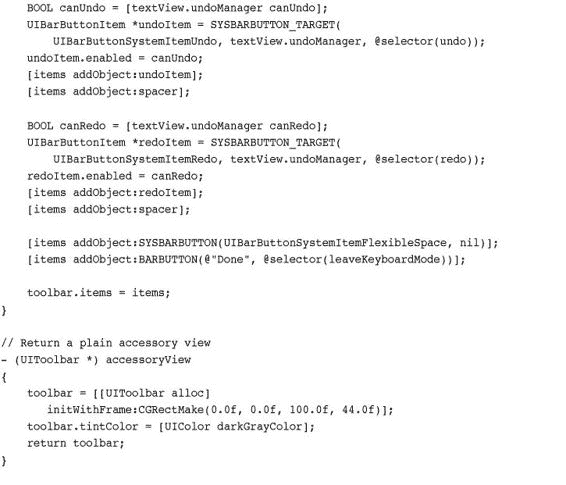 BOOL canUndo = [textView.undoManager canUndo];
UIBarButtonItem *undoItem = SYSBARBUTTON_TARGET(
UIBarButtonSystemItemUndo, textView.undoManager, @selector(undo));
undoItem.enabled = canUndo;
[items addObject:undoItem];
[items addObject:spacer];
BOOL canRedo = [textView.undoManager canRedo];
UIBarButtonItem *redoItem = SYSBARBUTTON_TARGET(
UIBarButtonSystemItemRedo, textView.undoManager, @selector(redo));
redoItem.enabled = canRedo;
[items addObject:redoItem];
[items addObject:spacer];
[items addObject:SYSBARBUTTON(UIBarButtonSystemItemFlexibleSpace, nil)];
[items addObject:BARBUTTON(@"Done", @selector(leaveKeyboardMode))];
toolbar.items = items;
}
// Return a plain accessory view
- (UIToolbar *) accessoryView
{
toolbar = [[UIToolbar alloc]
initWithFrame:CGRectMake(0.0f, 0.0f, 100.0f, 44.0f)];
toolbar.tintColor = [UIColor darkGrayColor];
return toolbar;
}